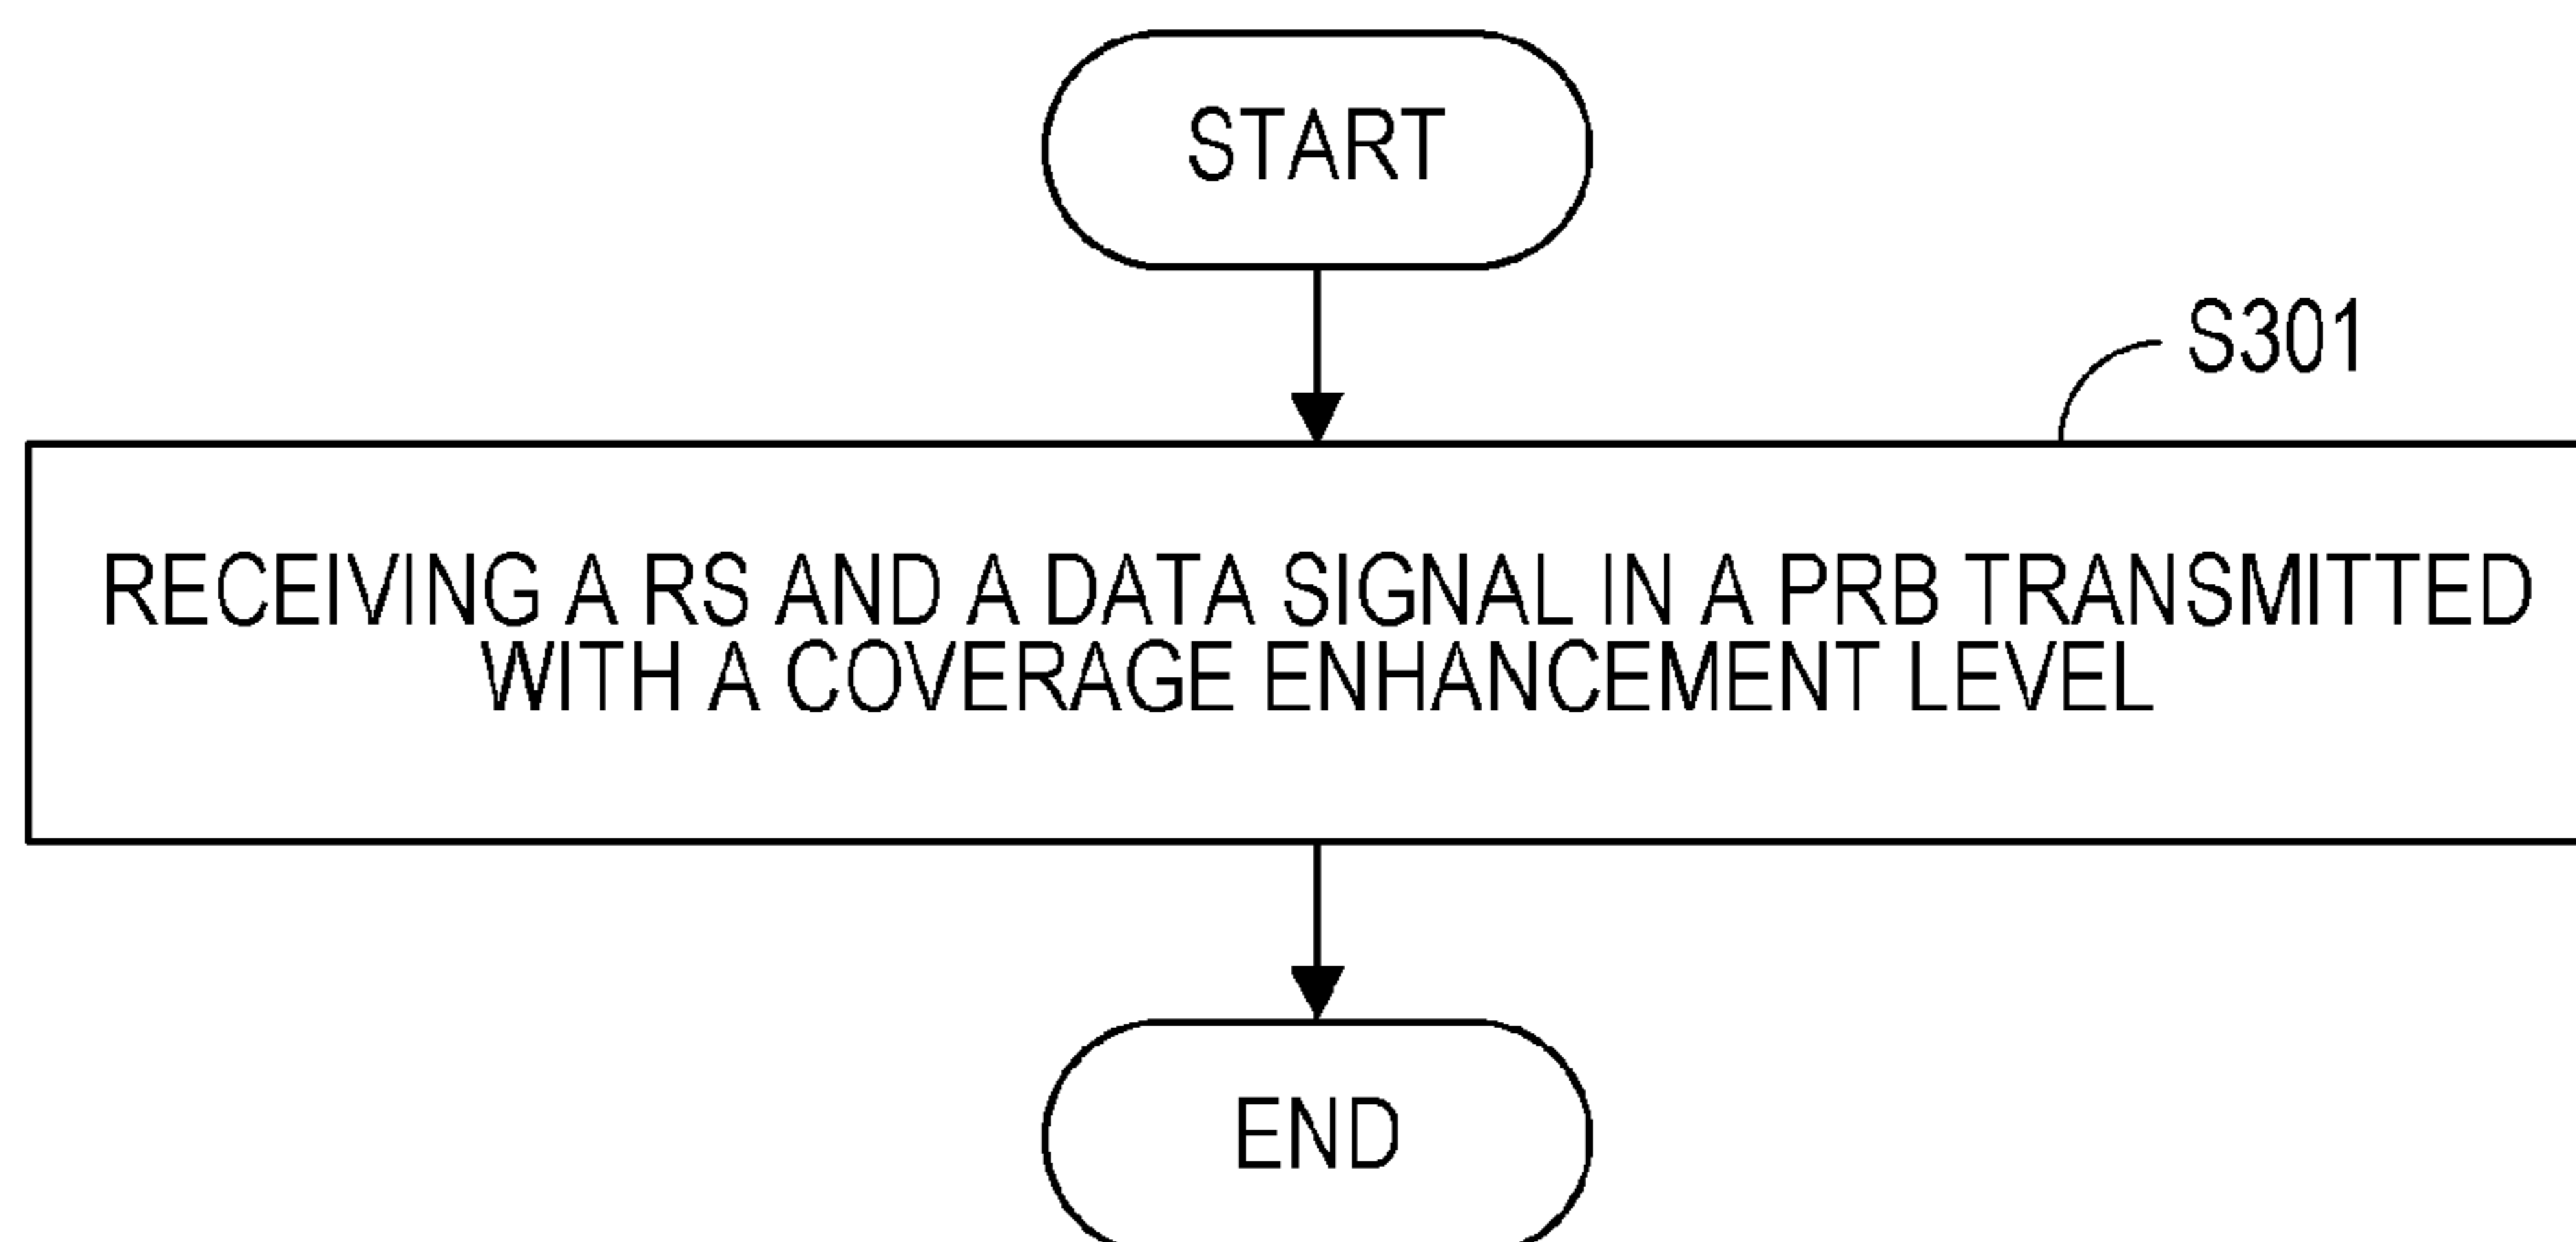 START
S301
RECEIVING A RS AND A DATA SIGNAL IN A PRB TRANSMITTED
WITH A COVERAGE ENHANCEMENT LEVEL
END